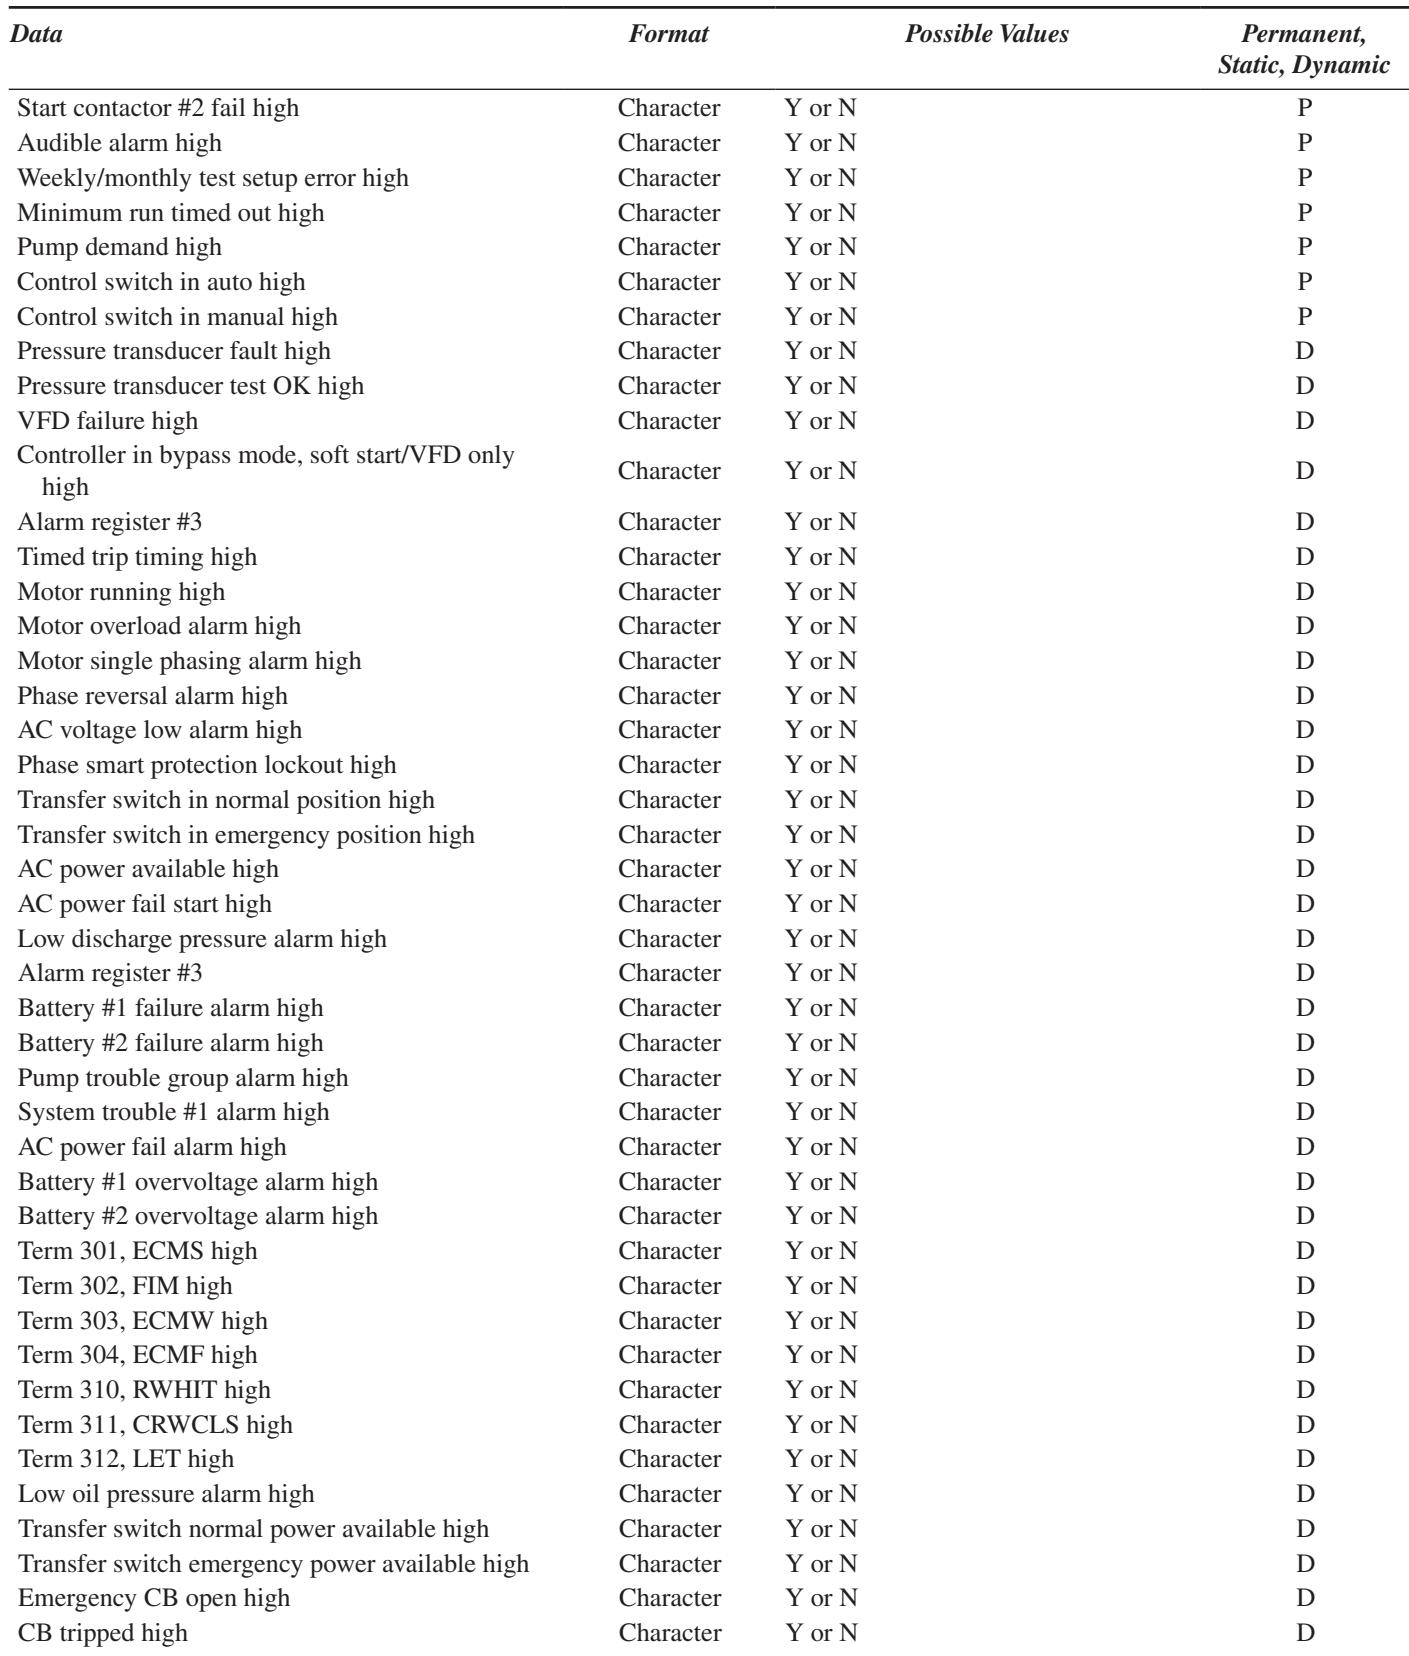 Data Format Possible Values Permanent,
Static, Dynamic
Start contactor #2 fail high Character Y or N P
Audible alarm high Character Y or N P
Weekly/monthly test setup error high Character Y or N P
Minimum run timed out high Character Y or N P
Pump demand high Character Y or N P
Control switch in auto high Character Y or N P
Control switch in manual high Character Y or N P
Pressure transducer fault high Character Y or N D
Pressure transducer test OK high Character Y or N D
VFD failure high Character Y or N D
Controller in bypass mode, soft start/VFD only
high Character Y or N D
Alarm register #3 Character Y or N D
Timed trip timing high Character Y or N D
Motor running high Character Y or N D
Motor overload alarm high Character Y or N D
Motor single phasing alarm high Character Y or N D
Phase reversal alarm high Character Y or N D
AC voltage low alarm high Character Y or N D
Phase smart protection lockout high Character Y or N D
Transfer switch in normal position high Character Y or N D
Transfer switch in emergency position high Character Y or N D
AC power available high Character Y or N D
AC power fail start high Character Y or N D
Low discharge pressure alarm high Character Y or N D
Alarm register #3 Character Y or N D
Battery #1 failure alarm high Character Y or N D
Battery #2 failure alarm high Character Y or N D
Pump trouble group alarm high Character Y or N D
System trouble #1 alarm high Character Y or N D
AC power fail alarm high Character Y or N D
Battery #1 overvoltage alarm high Character Y or N D
Battery #2 overvoltage alarm high Character Y or N D
Term 301, ECMS high Character Y or N D
Term 302, FIM high Character Y or N D
Term 303, ECMW high Character Y or N D
Term 304, ECMF high Character Y or N D
Term 310, RWHIT high Character Y or N D
Term 311, CRWCLS high Character Y or N D
Term 312, LET high Character Y or N D
Low oil pressure alarm high Character Y or N D
Transfer switch normal power available high Character Y or N D
Transfer switch emergency power available high Character Y or N D
Emergency CB open high Character Y or N D
CB tripped high Character Y or N D